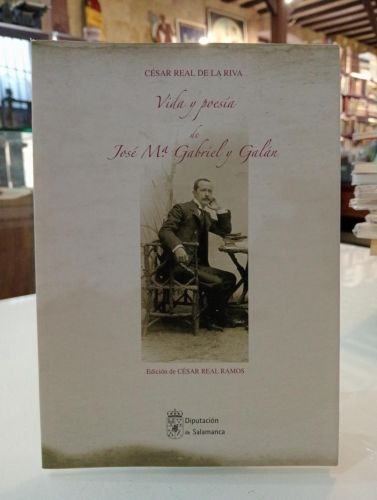 CÉSAR REAL DE LA RIVA
Vida y poesía
de
José Mª Gabriel y Galán
Edición de CÉSAR REAL RAMOS
Diputación
de Salamanca